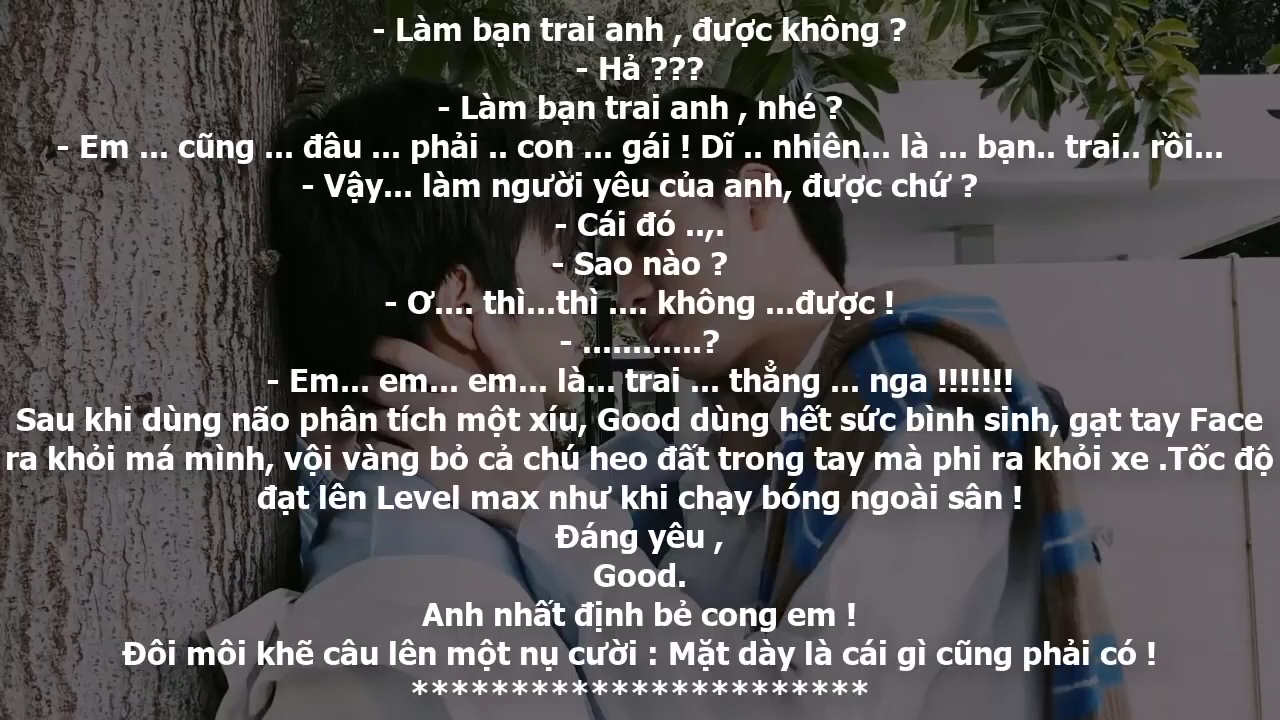 - Làm bạn trai anh , được không ?
- Hả ???
- Làm bạn trai anh , nhé ?
- Em ... cũng ... đâu ... phải .. con ... gái ! Dĩ .. nhiên... là ... bạn.. trai.. rồi...
- Vậy... làm người yêu của anh, được chứ ?
- Cái đó ..,.
- Sao nào ?
- Ơ.... thì...thì .... không ...được !
- ............?
- Em... em... em... là... trai ... thẳng ... nga !!!!!!!
Sau khi dùng não phân tích một xíu, Good dùng hết sức bình sinh, gạt tay Face
ra khỏi má mình, vội vàng bỏ cả chú heo đất trong tay mà phi ra khỏi xe .Tốc độ
đạt lên Level max như khi chạy bóng ngoài sân !
Đáng yêu ,
Good.
Anh nhất định bẻ cong em !
Đôi môi khẽ câu lên một nụ cười : Mặt dày là cái gì cũng phải có !
***********************